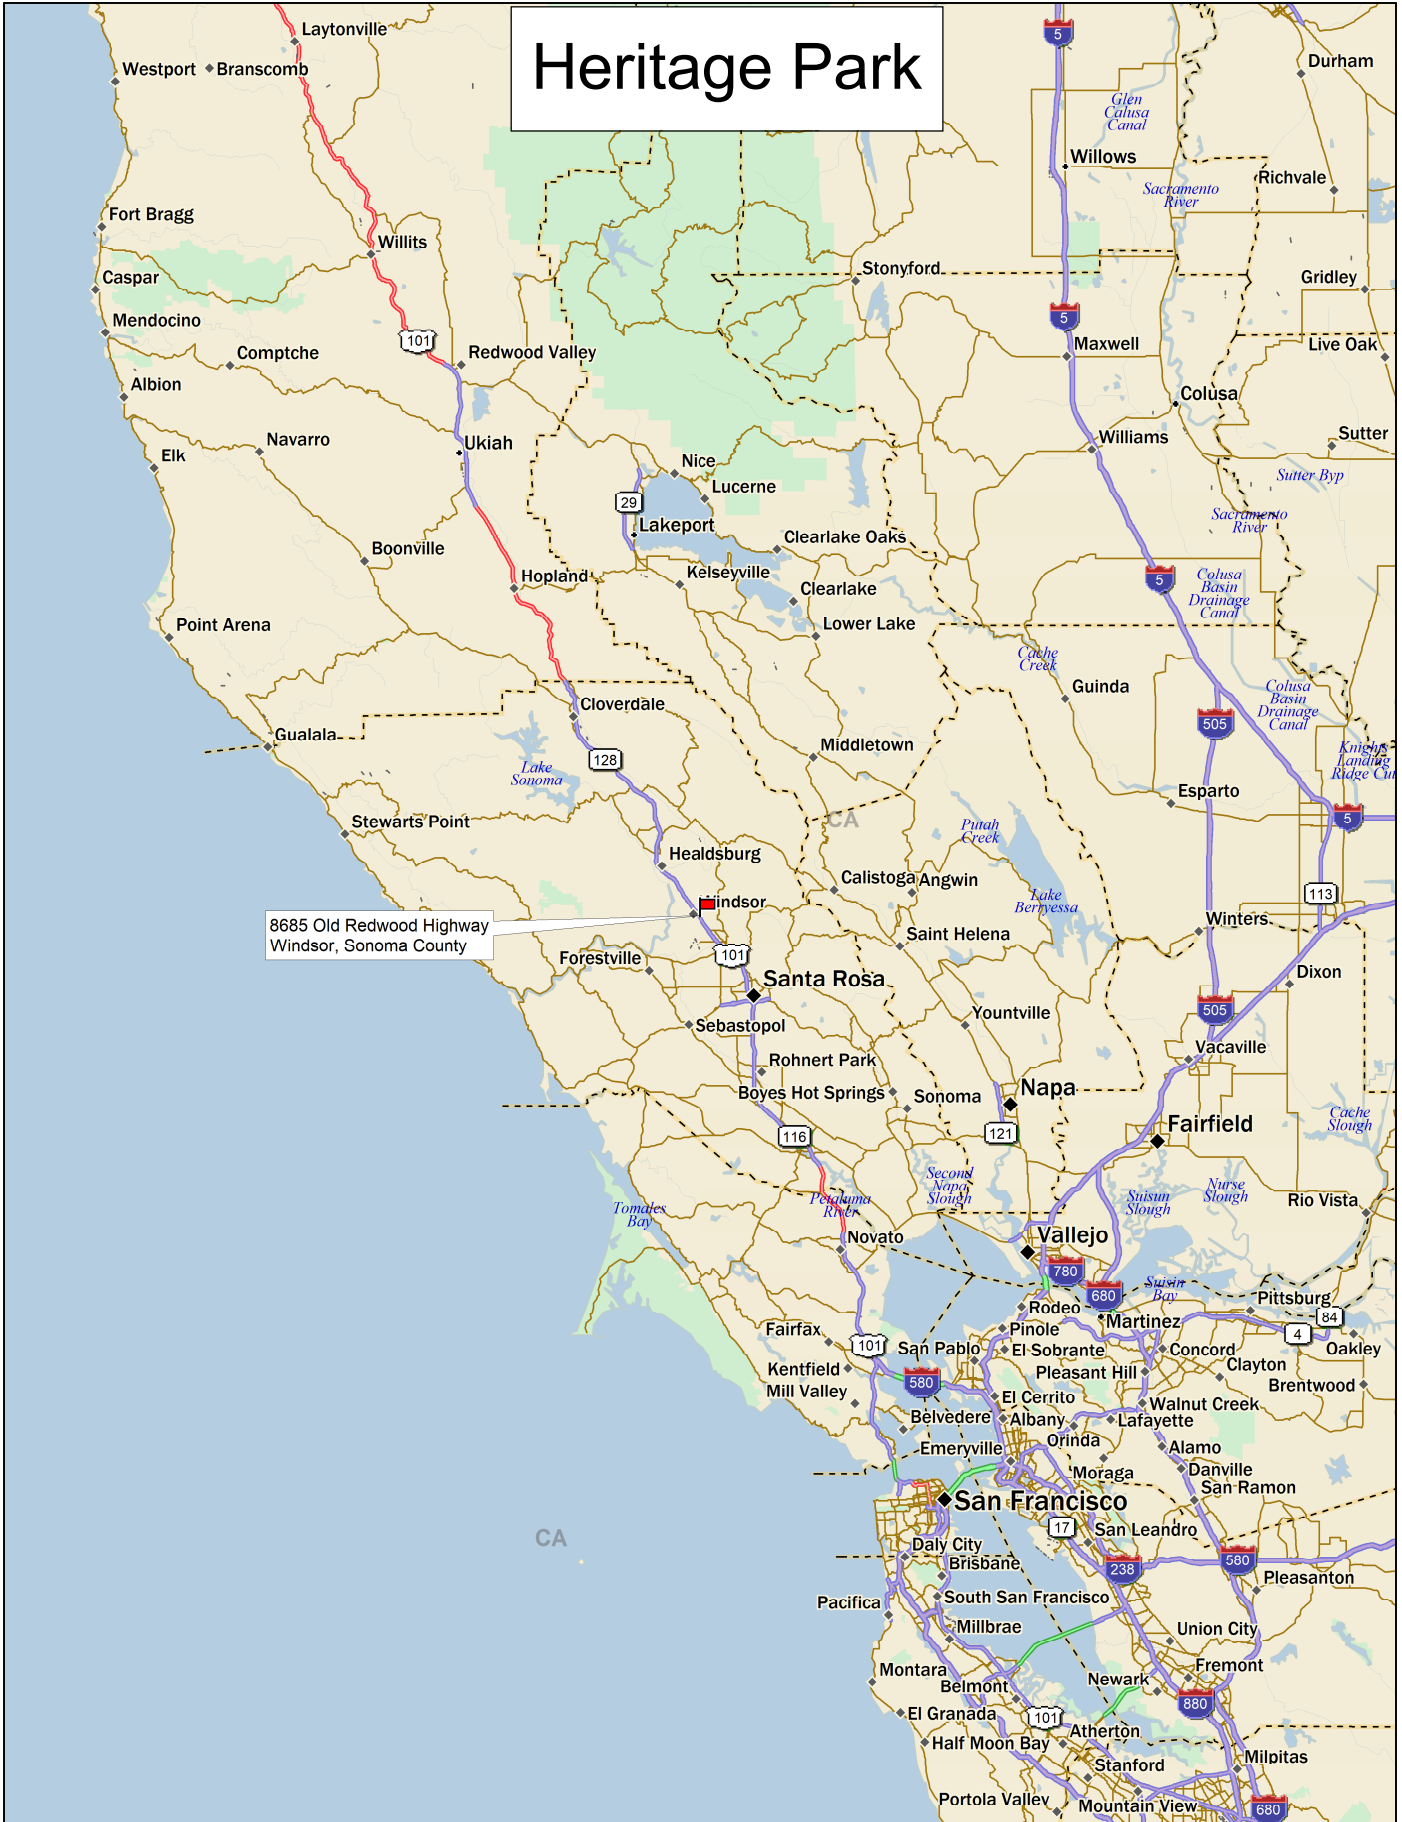 Heritage Park
Laytonville
5
Westport
Branscomb
Durham
Glen
Calusa
Canal
Willows
Richvale
Sacramento
River
Fort Bragg
Willits
Stonyford
Caspar
Gridley
Mendocino
5
101
Maxwell
Live Oak
Comptche
Redwood Valley
Albion
Colusa
Navarro
Ukiah
Williams
Sutter
Elk
Nice
Sutter Byp
Lucerne
29
Lakeport
Sacramento
River
Clearlake Oaks
Boonville
Hopland
Kelseyville
Clearlake
5
Colusa
Basin
Drainage
Canal
Point Arena
Lower Lake
Cache
Creek
Guinda
Colusa
Basin
Drainage
Canal
Cloverdale
505
Gualala
Middletown
Knights
Landing
Ridge Cut
128
Lake
Sonoma
Esparto
Stewarts Point
CA
Putah
Creek
5
Healdsburg
Calistoga
Angwin
Lake
Berryessa
113
Windsor
8685 Old Redwood Highway
Windsor, Sonoma County
Winters
Saint Helena
Forestville
101
Santa Rosa
Dixon
Yountville
505
Sebastopol
Vacaville
Rohnert Park
Boyes Hot Springs
Sonoma
Napa
Cache
Slough
116
121
Fairfield
Second
Napa
Slough
Suisun
Slough
Nurse
Slough
Rio Vista
Tomales
Bay
Petaluma
River
Novato
Vallejo
780
680
Suisin
Bay
Pittsburg
Rodeo
Martinez
84
4
Fairfax
101
Pinole
San Pablo
El Sobrante
Concord
Oakley
Kentfield
Pleasant Hill
Clayton
Mill Valley
580
Brentwood
El Cerrito
Walnut Creek
Belvedere
Albany
Lafayette
Emeryville
Orinda
Alamo
Moraga
Danville
San Ramon
San Francisco
CA
17
San Leandro
Daly City
Brisbane
238
580
Pleasanton
Pacifica
South San Francisco
Millbrae
Union City
Montara
Belmont
Newark
Fremont
El Granada
101
880
Half Moon Bay
Atherton
Stanford
Milpitas
Portola Valley
Mountain View
680